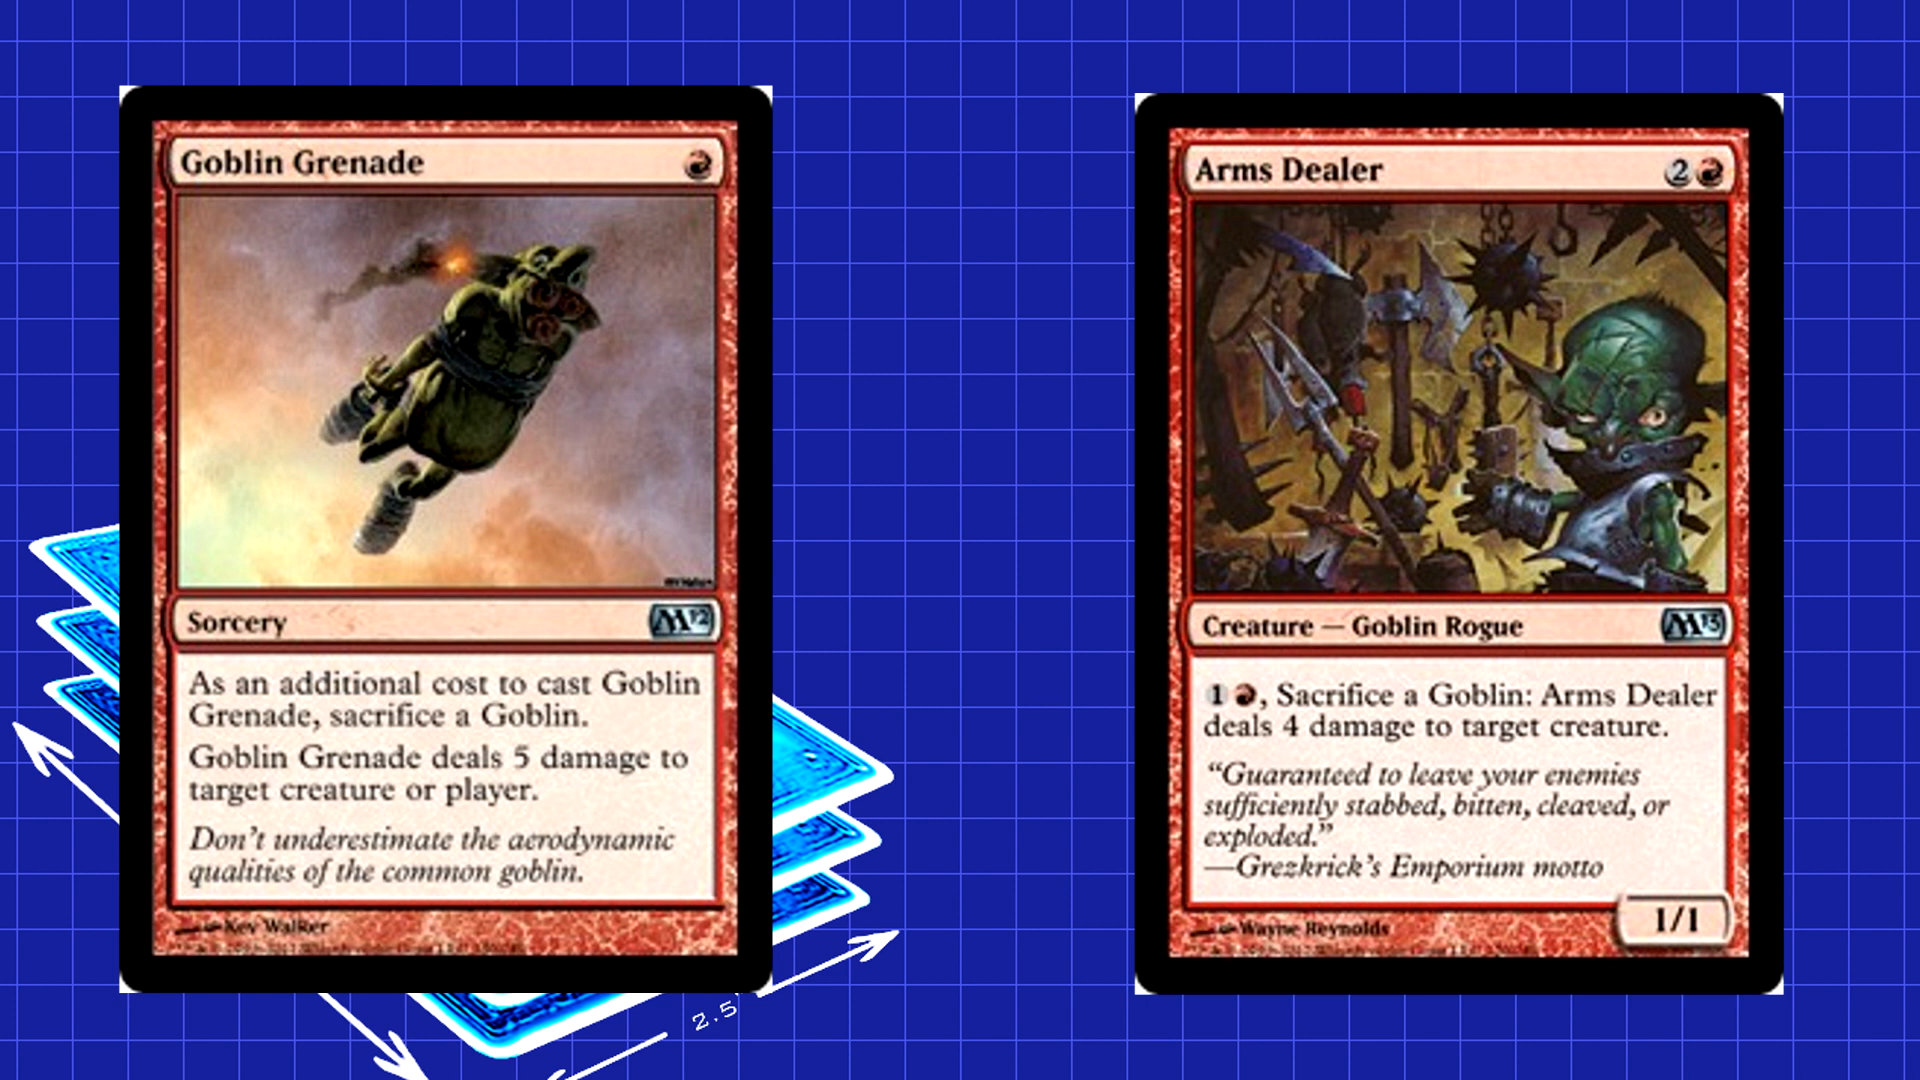 Goblin Grenade
Sorcery
M12
As an additional cost to cast Goblin
Grenade, sacrifice a Goblin.
Goblin Grenade deals 5 damage to
target creature or player.
Don't underestimate the aerodynamic
qualities of the common goblin.
Kev Walker
2.5
Arms Dealer
2
Creature — Goblin Rogue
M13
1 , Sacrifice a Goblin: Arms Dealer
deals 4 damage to target creature.
“Guaranteed to leave your enemies
sufficiently stabbed, bitten, cleaved, or
exploded.”
—Grezkrick's Emporium motto
1/1
Wayne Reynolds